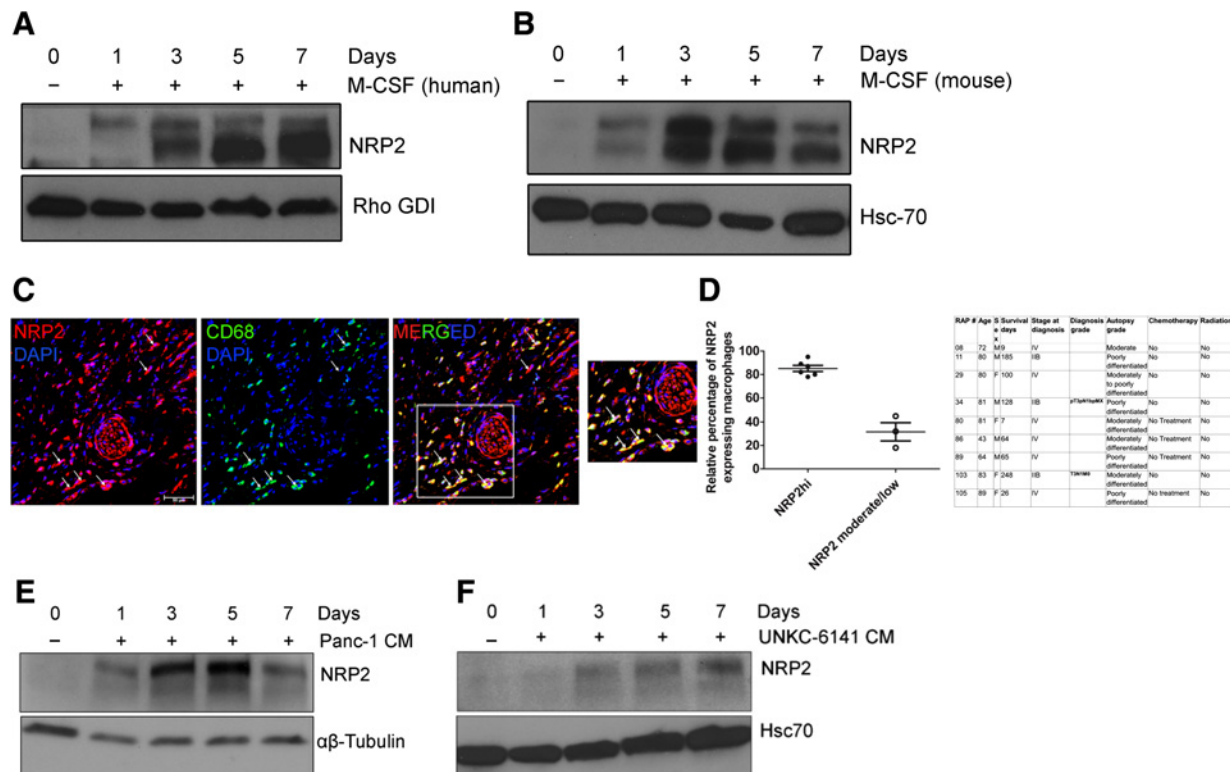 A
0 1 3 5 7 Days
– + + + + M-CSF (human)
NRP2
Rho GDI
B
0 1 3 5 7 Days
– + + + + M-CSF (mouse)
NRP2
Hsc-70
C
NRP2
DAPI
CD68
DAPI
MERGED
D
Relative percentage of NRP2
expressing macrophages
100
80
60
40
20
0
NRP2hi
NRP2 moderate/low
RAP # Age Sex Survival days Stage at diagnosis Diagnosis grade Autopsy grade Chemotherapy Radiation
08 72 M 9 IV Moderate No No
11 80 M 185 IIB Poorly differentiated No No
29 80 F 100 IV Moderately to poorly differentiated No No
34 81 M 128 IIB Poorly differentiated No No
80 81 F 7 IV Moderately differentiated No Treatment No
86 43 M 64 IV Moderately differentiated No Treatment No
89 64 M 65 IV Poorly differentiated No Treatment No
103 83 F 248 IIB Moderately differentiated No No
105 89 F 26 IV Poorly differentiated No treatment No
E
0 1 3 5 7 Days
– + + + + Panc-1 CM
NRP2
αβ-Tubulin
F
0 1 3 5 7 Days
– + + + + UNKC-6141 CM
NRP2
Hsc70